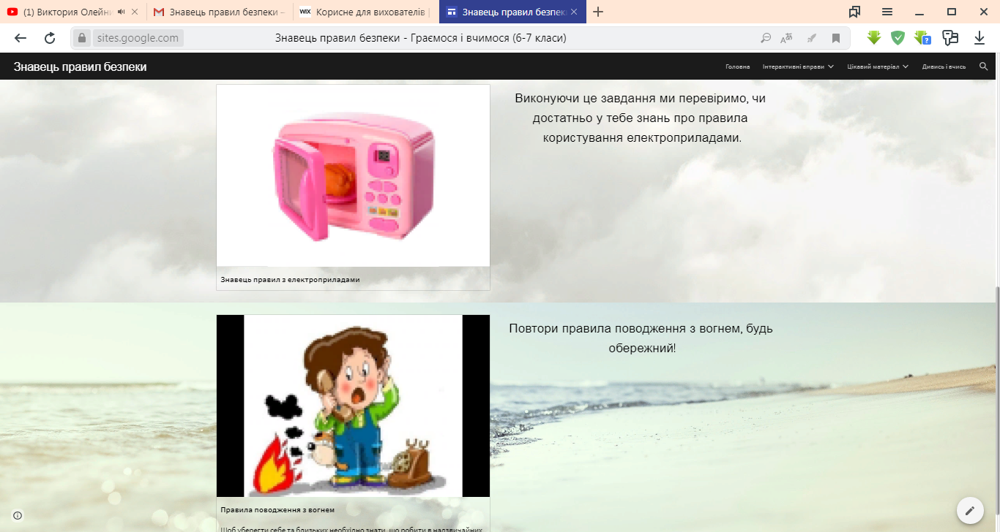 (1) Виктория Олейни
Знавець правил безпеки –
WIX Корисне для вихователів |
Знавець правил безпек
sites.google.com
Знавець правил безпеки - Граємося і вчимося (6-7 класи)
Знавець правил безпеки
Головна
Інтерактивні вправи
Цікавий матеріал
Дивись і вчись
Виконуючи це завдання ми перевіримо, чи
достатньо у тебе знань про правила
користування електроприладами.
Знавець правил з електроприладами
Повтори правила поводження з вогнем, будь
обережний!
Правила поводження з вогнем
Щоб уберегти себе та близьких необхідно знати, що робити в надзвичайних